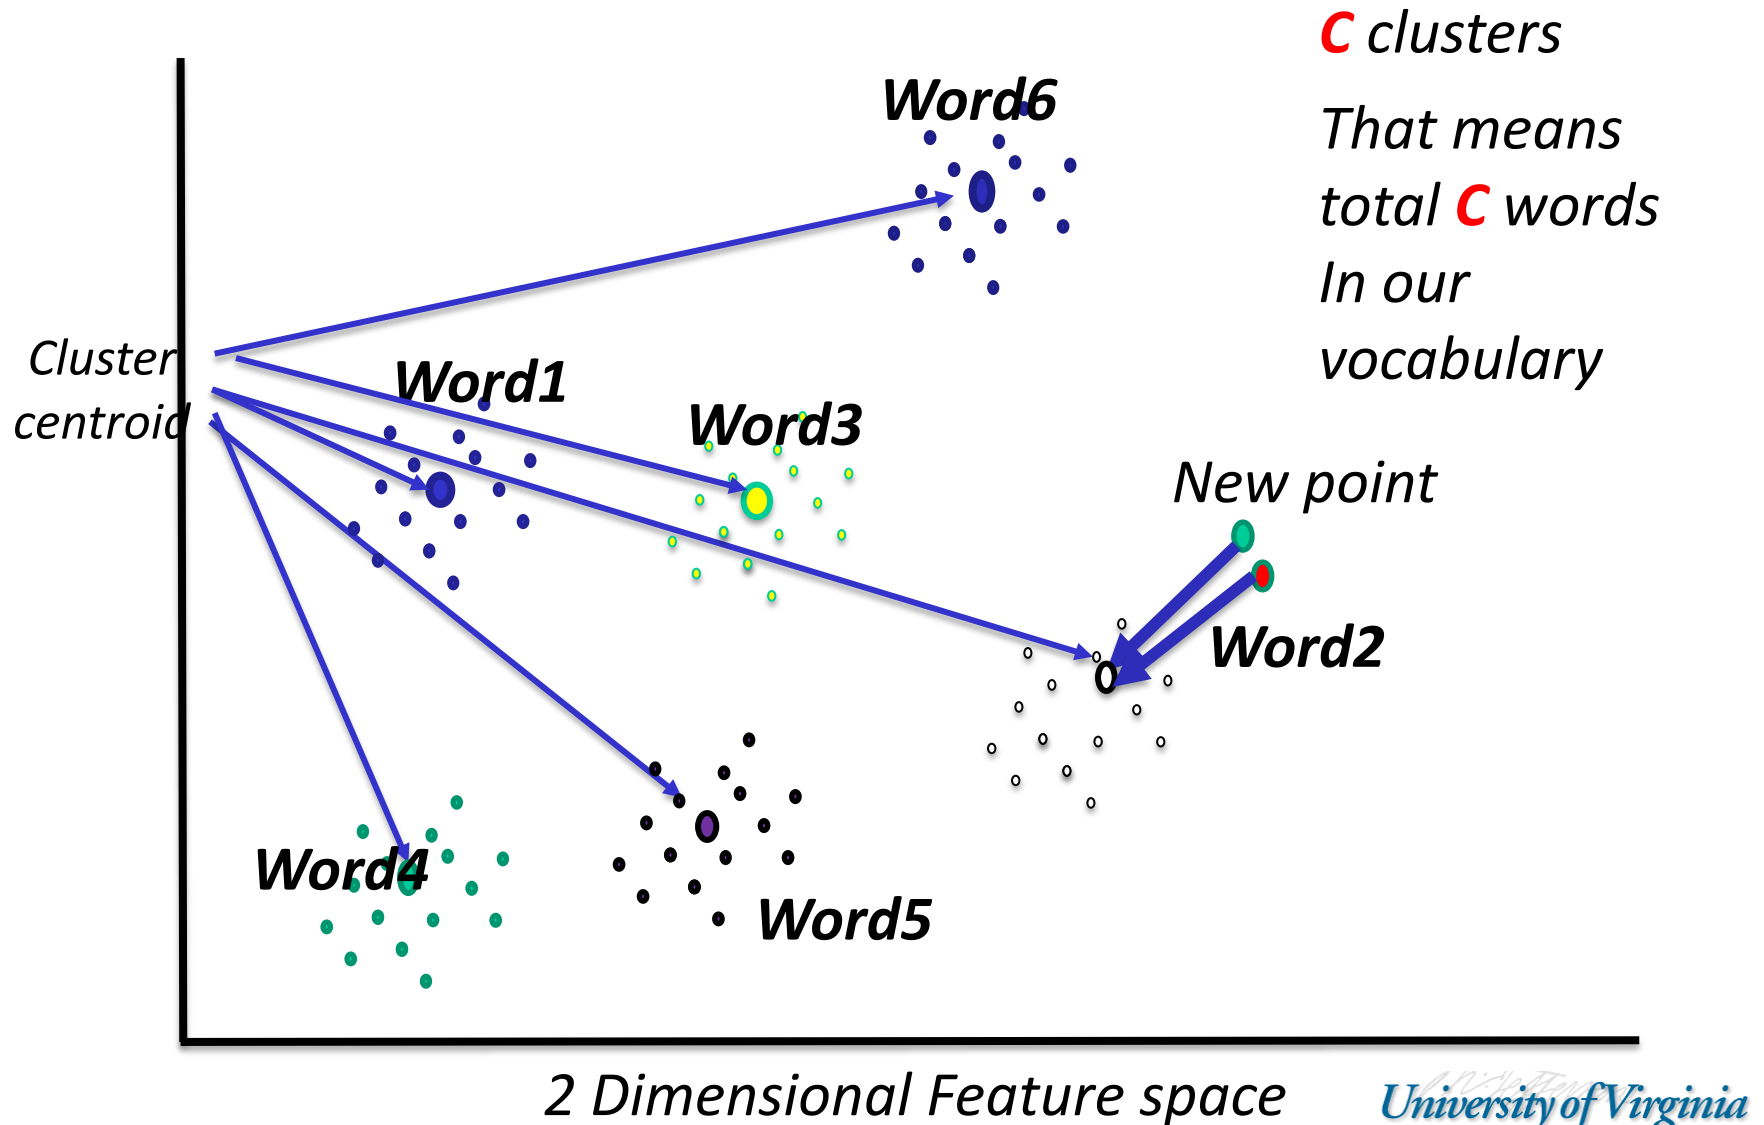 C clusters
That means
total C words
In our
vocabulary
Word6
Cluster
centroid
Word1
Word3
New point
Word2
Word4
Word5
2 Dimensional Feature space
University of Virginia